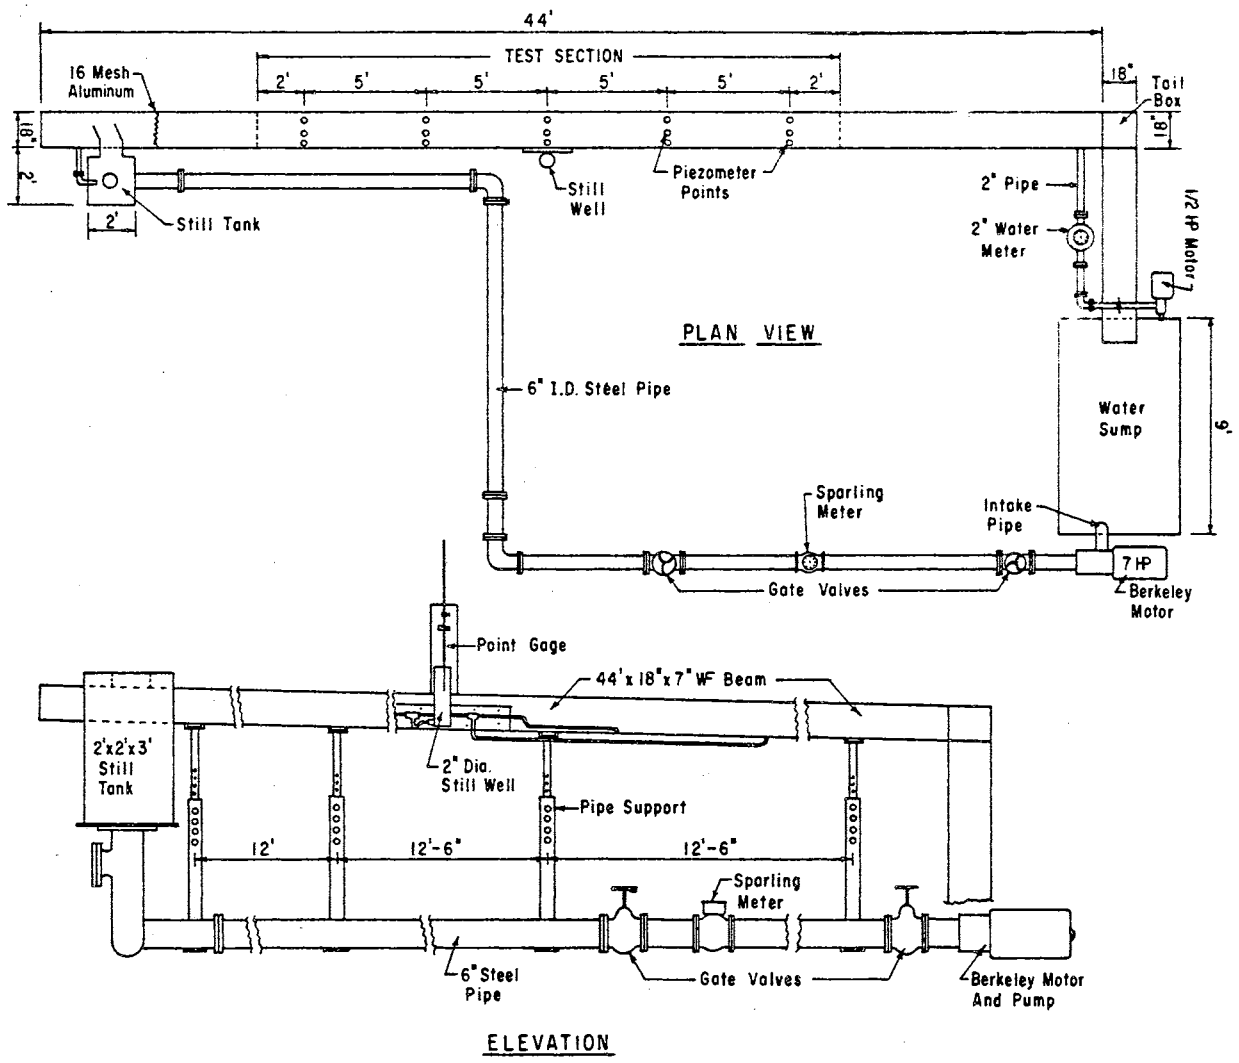 44'
TEST SECTION
2' 5' 5' 5' 5' 2'
16 Mesh
Aluminum
18"
Tail
Box
18"
18"
2'
2'
Still Tank
Still
Well
Piezometer
Points
2" Pipe
2" Water
Meter
1/2 HP Motor
PLAN VIEW
6" I.D. Steel Pipe
Water
Sump
9'
Sparling
Meter
Intake
Pipe
7 HP
Gate Valves
Berkeley
Motor
Point Gage
44' x 18" x 7" WF Beam
2'x2'x3'
Still
Tank
2" Dia.
Still Well
Pipe Support
12' 12'-6" 12'-6"
Sparling
Meter
6" Steel
Pipe
Gate Valves
Berkeley Motor
And Pump
ELEVATION